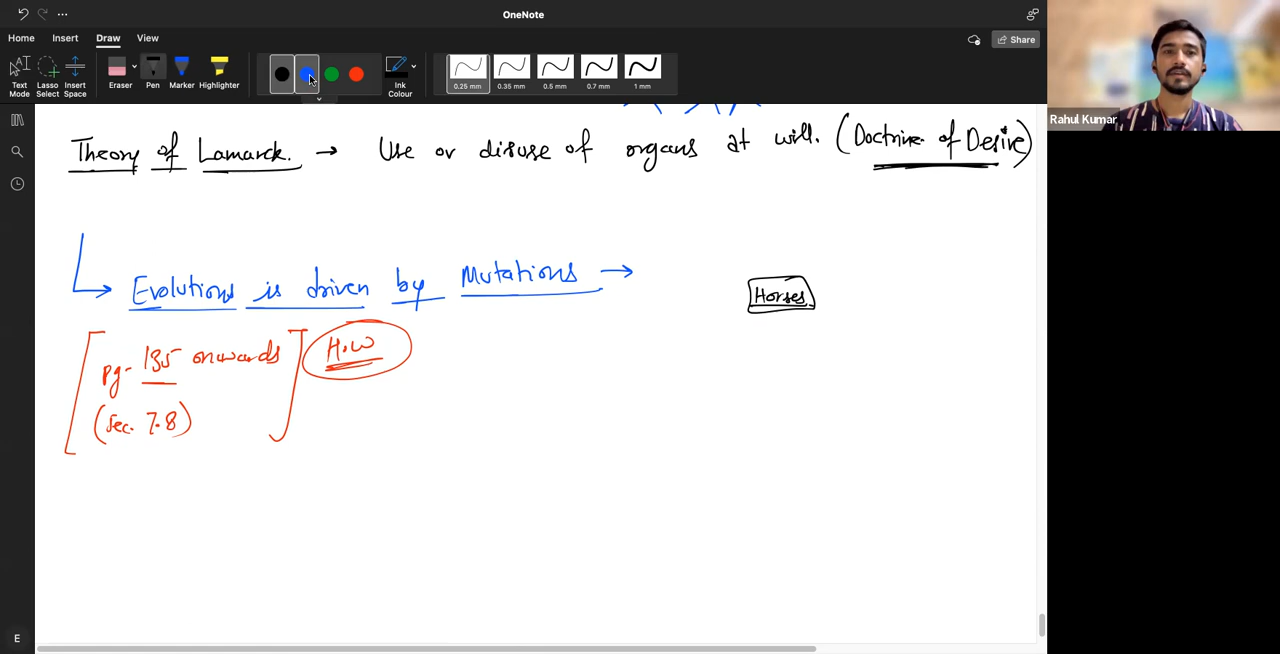 OneNote
Home Insert Draw View
Share
Text Mode
Lasso Select
Insert Space
Eraser
Pen
Marker
Highlighter
Ink Colour
0.25 mm 0.35 mm 0.5 mm 0.7 mm 1 mm
Rahul Kumar
Theory of Lamarck. → Use or disuse of organs at will. (Doctrine of Desire)
Evolutions is driven by Mutations →
Horses
pg- 135 onwards
H.W
(Sec. 7.8)
E